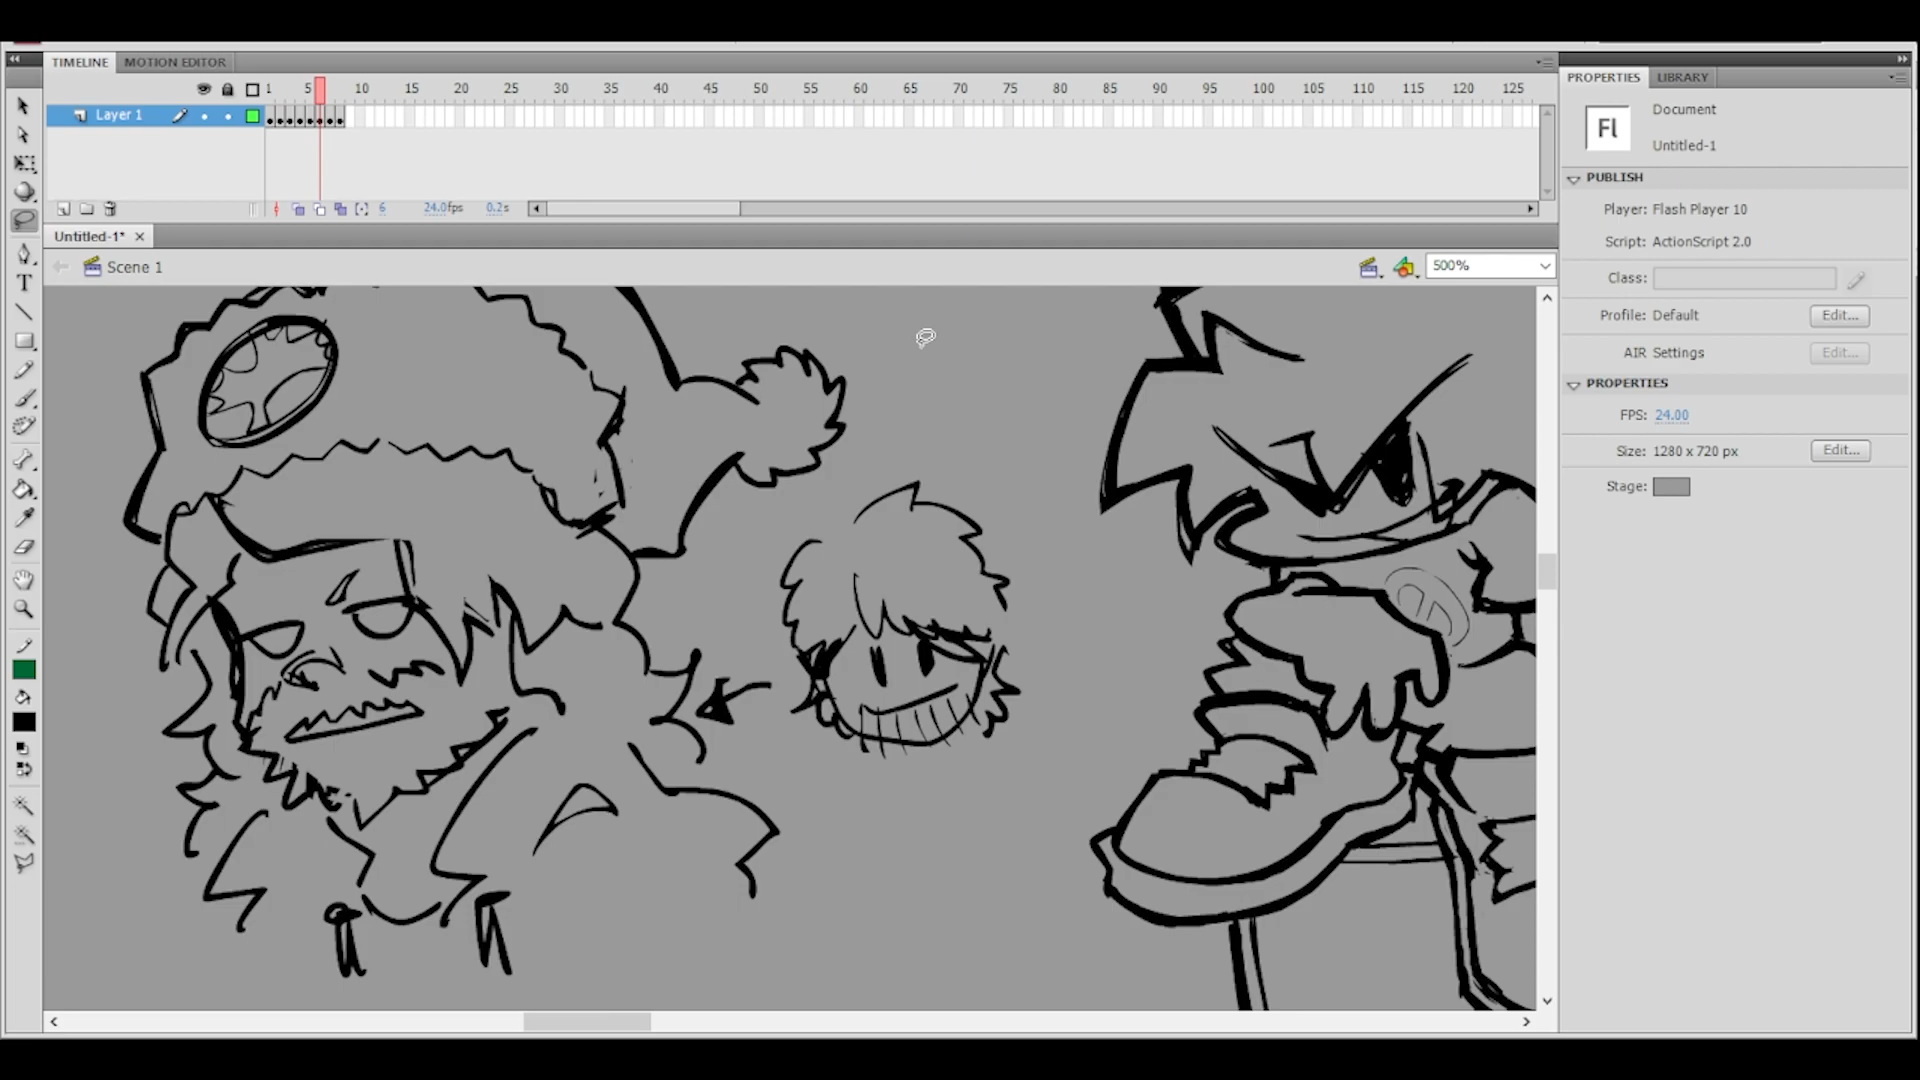 TIMELINE MOTION EDITOR
1 5 10 15 20 25 30 35 40 45 50 55 60 65 70 75 80 85 90 95 100 105 110 115 120 125
Layer 1
6 24.0fps 0.2s
Untitled-1*
Scene 1
500%
PROPERTIES LIBRARY
Fl
Document
Untitled-1
PUBLISH
Player: Flash Player 10
Script: ActionScript 2.0
Class:
Profile: Default Edit...
AIR Settings Edit...
PROPERTIES
FPS: 24.00
Size: 1280 x 720 px Edit...
Stage:
T